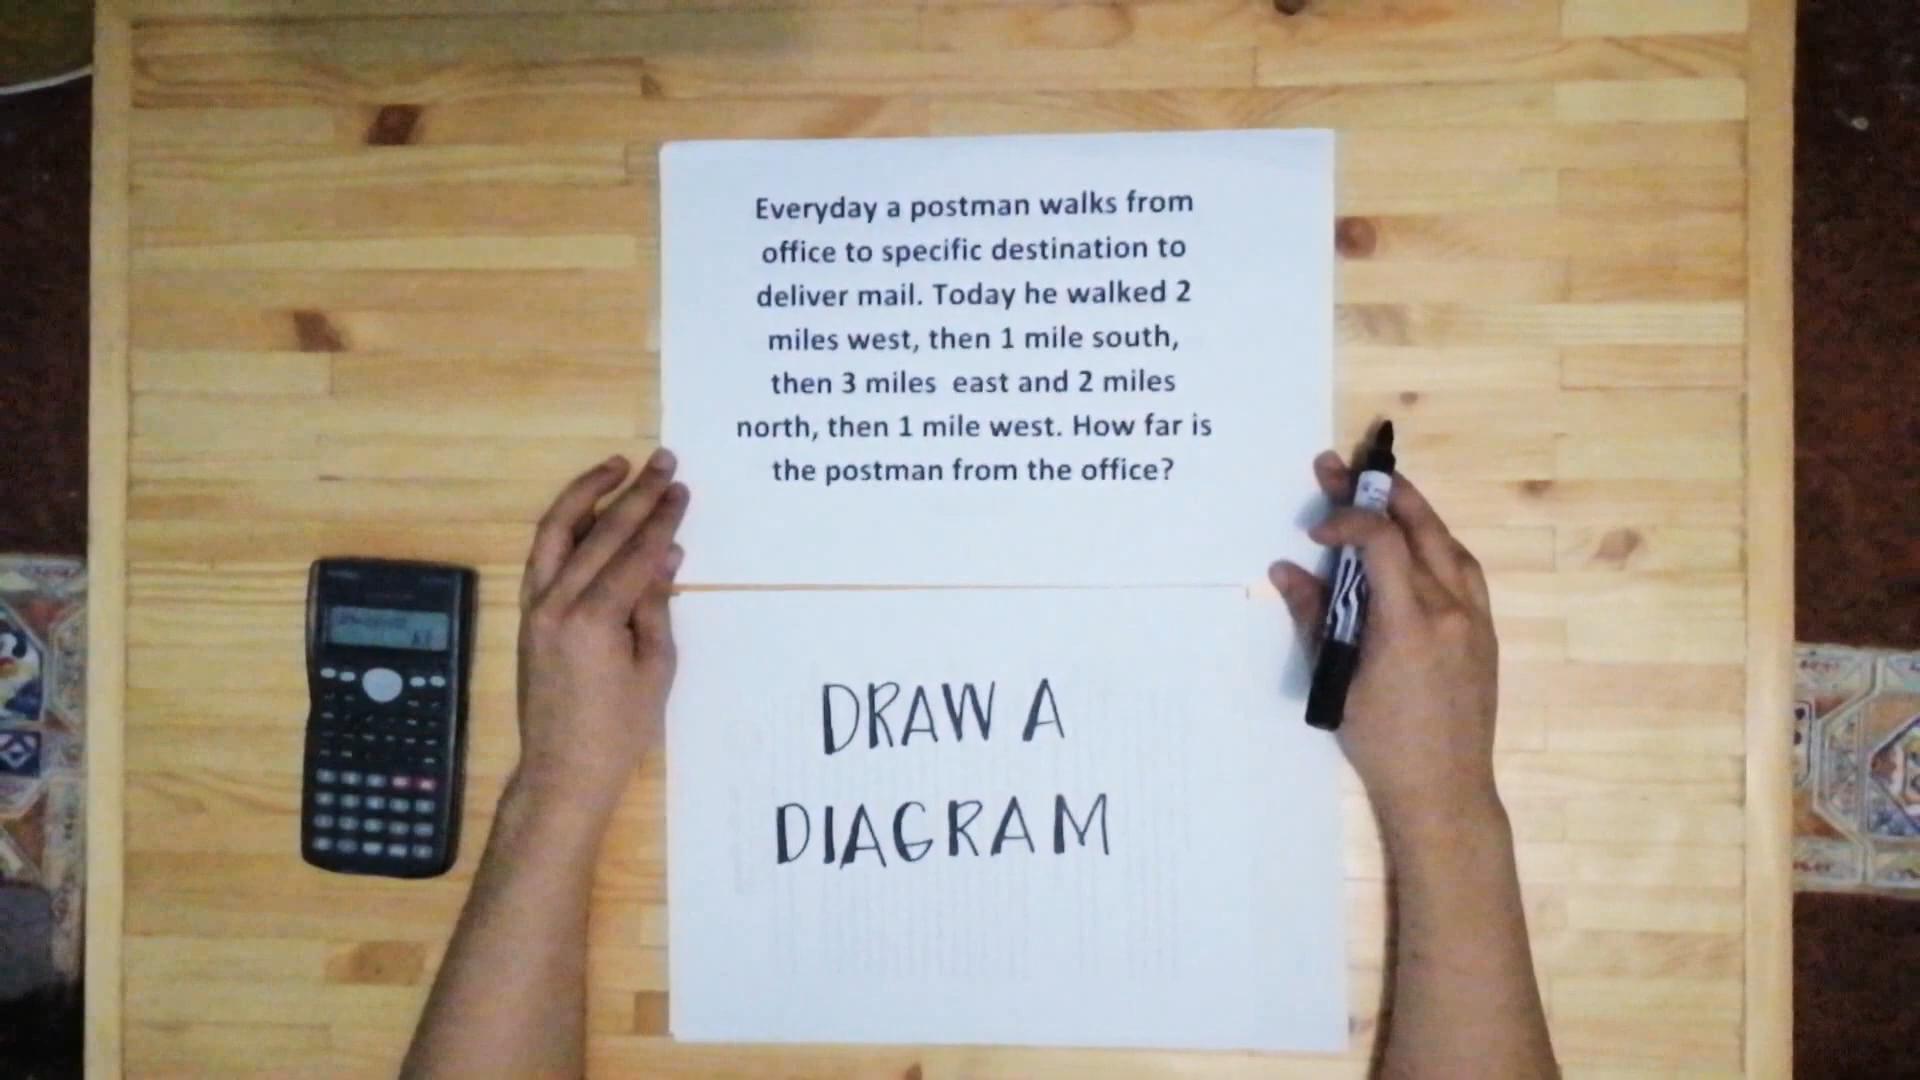 Everyday a postman walks from
office to specific destination to
deliver mail. Today he walked 2
miles west, then 1 mile south,
then 3 miles  east and 2 miles
north, then 1 mile west. How far is
the postman from the office?
DRAW A
DIAGRAM